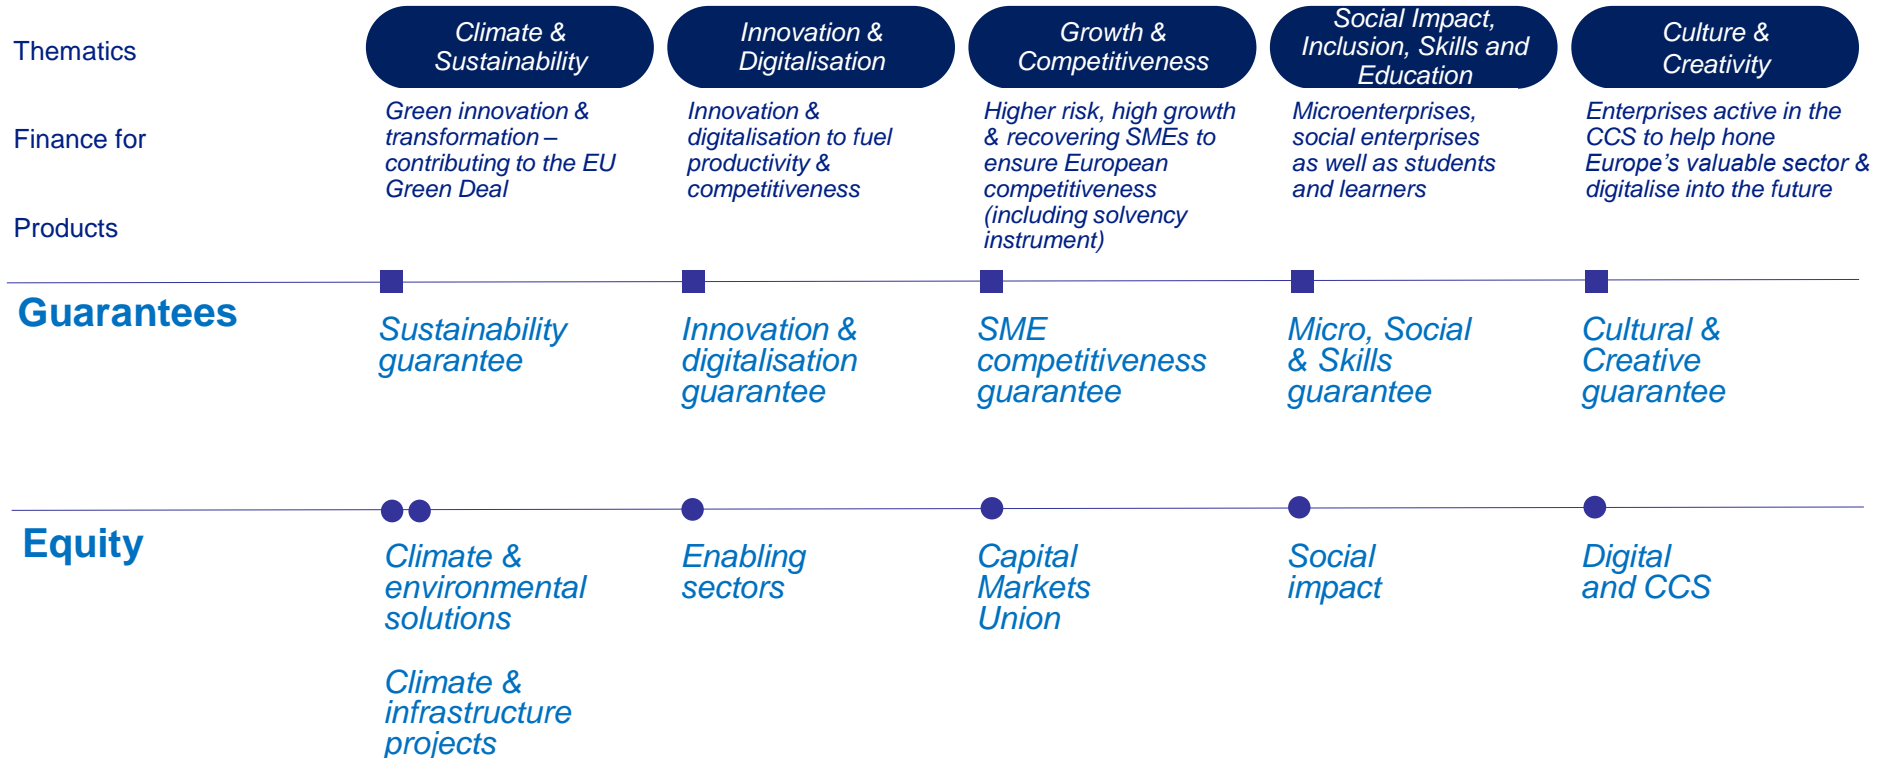 Thematics
Climate &
Sustainability
Innovation &
Digitalisation
Growth &
Competitiveness
Social Impact,
Inclusion, Skills and
Education
Culture &
Creativity
Finance for
Green innovation &
transformation –
contributing to the EU
Green Deal
Innovation &
digitalisation to fuel
productivity &
competitiveness
Higher risk, high growth
& recovering SMEs to
ensure European
competitiveness
(including solvency
instrument)
Microenterprises,
social enterprises
as well as students
and learners
Enterprises active in the
CCS to help hone
Europe’s valuable sector &
digitalise into the future
Products
Guarantees
Sustainability
guarantee
Innovation &
digitalisation
guarantee
SME
competitiveness
guarantee
Micro, Social
& Skills
guarantee
Cultural &
Creative
guarantee
Equity
Climate &
environmental
solutions
Climate &
infrastructure
projects
Enabling
sectors
Capital
Markets
Union
Social
impact
Digital
and CCS